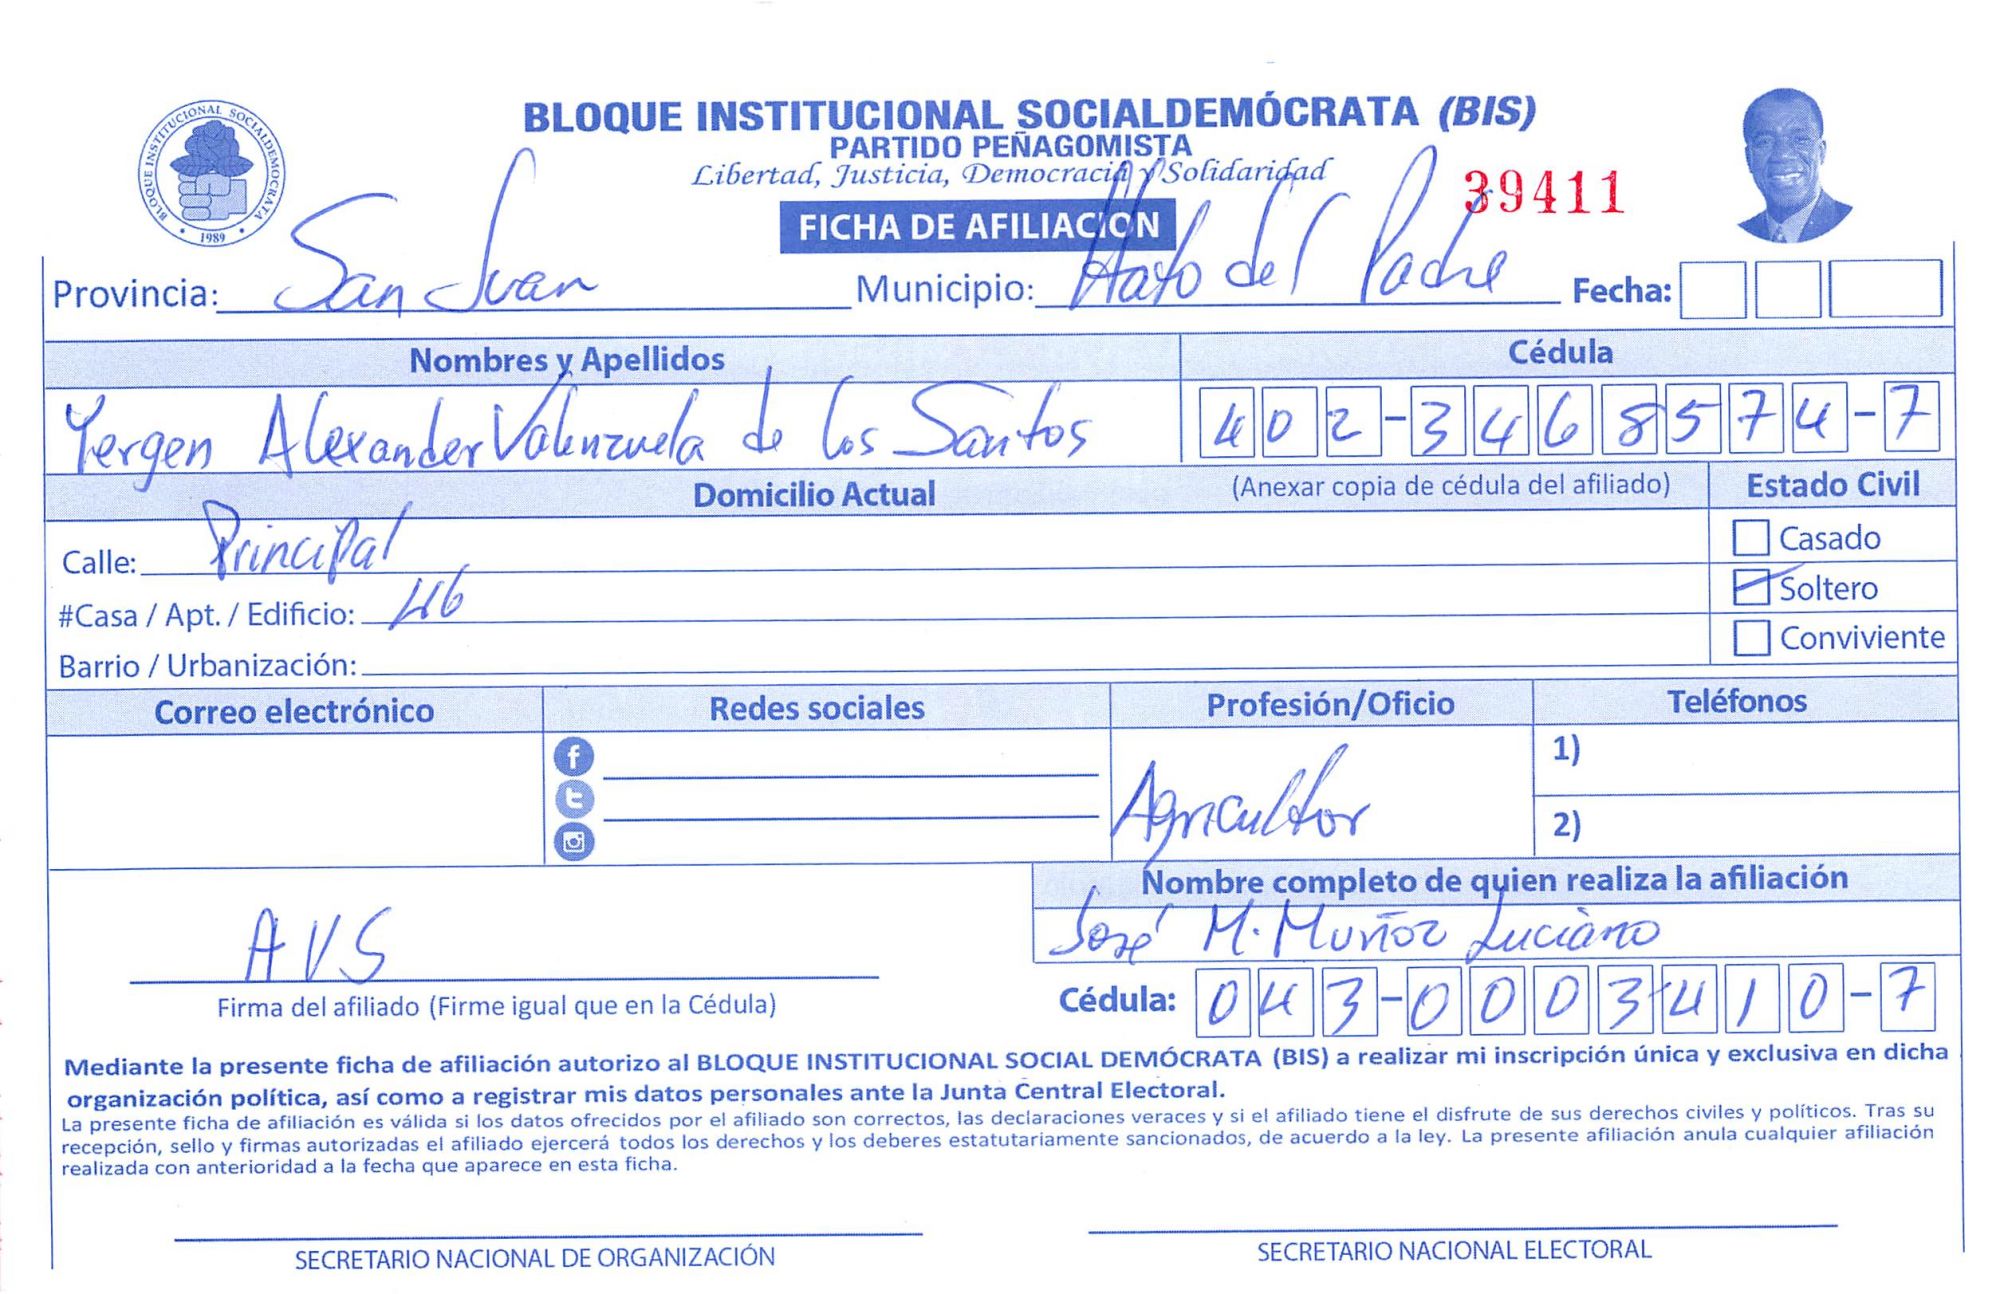 BLOQUE INSTITUCIONAL SOCIALDEMÓCRATA (BIS)
PARTIDO PEÑAGOMISTA
Libertad, Justicia, Democracia y Solidaridad
BLOQUE INSTITUCIONAL SOCIALDEMOCRATA
1989
39411
FICHA DE AFILIACION
Provincia: San Juan Municipio: Hato del Padre Fecha:
Nombres y Apellidos Cédula
Yergen Alexander Valenzuela de los Santos 402-3468574-7
Domicilio Actual (Anexar copia de cédula del afiliado) Estado Civil
Calle: Principal Casado
#Casa / Apt. / Edificio: 46 Soltero
Barrio / Urbanización: Conviviente
Correo electrónico Redes sociales Profesión/Oficio Teléfonos
1)
Agricultor
2)
Nombre completo de quien realiza la afiliación
José M. Muñoz Luciano
AVS
Firma del afiliado (Firme igual que en la Cédula) Cédula: 043-0003410-7
Mediante la presente ficha de afiliación autorizo al BLOQUE INSTITUCIONAL SOCIAL DEMÓCRATA (BIS) a realizar mi inscripción única y exclusiva en dicha
organización política, así como a registrar mis datos personales ante la Junta Central Electoral.
La presente ficha de afiliación es válida si los datos ofrecidos por el afiliado son correctos, las declaraciones veraces y si el afiliado tiene el disfrute de sus derechos civiles y políticos. Tras su
recepción, sello y firmas autorizadas el afiliado ejercerá todos los derechos y los deberes estatutariamente sancionados, de acuerdo a la ley. La presente afiliación anula cualquier afiliación
realizada con anterioridad a la fecha que aparece en esta ficha.
SECRETARIO NACIONAL DE ORGANIZACIÓN SECRETARIO NACIONAL ELECTORAL